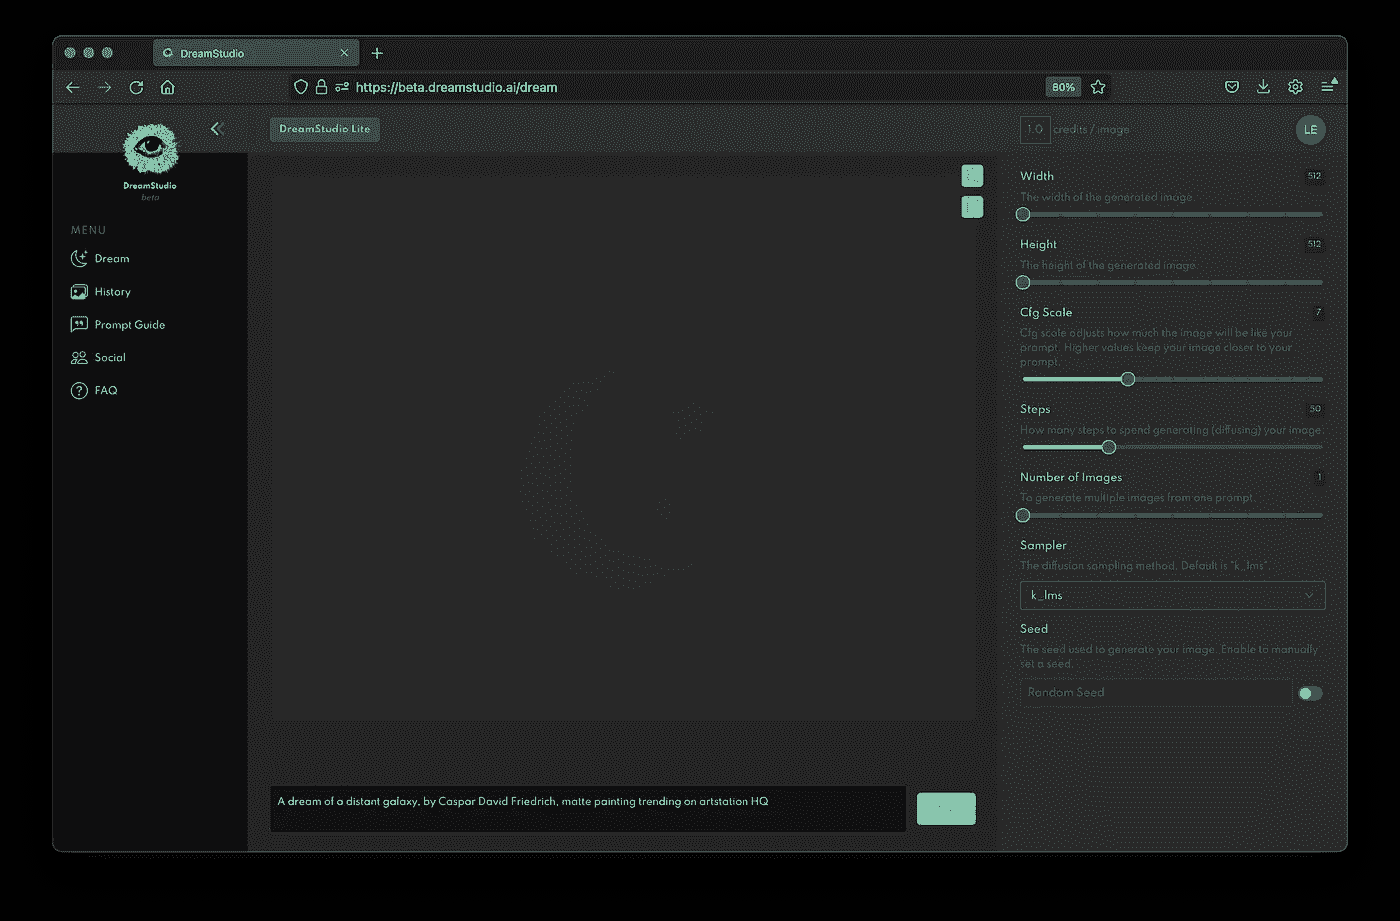 DreamStudio
https://beta.dreamstudio.ai/dream
80%
DreamStudio
beta
MENU
Dream
History
Prompt Guide
Social
FAQ
DreamStudio Lite
A dream of a distant galaxy, by Caspar David Friedrich, matte painting trending on artstation HQ
1.0 credits / image
LE
Width 512
The width of the generated image.
Height 512
The height of the generated image.
Cfg Scale 7
Cfg scale adjusts how much the image will be like your
prompt. Higher values keep your image closer to your
prompt.
Steps 50
How many steps to spend generating (diffusing) your image.
Number of Images 1
To generate multiple images from one prompt.
Sampler
The diffusion sampling method. Default is "k_lms".
k_lms
Seed
The seed used to generate your image. Enable to manually
set a seed.
Random Seed